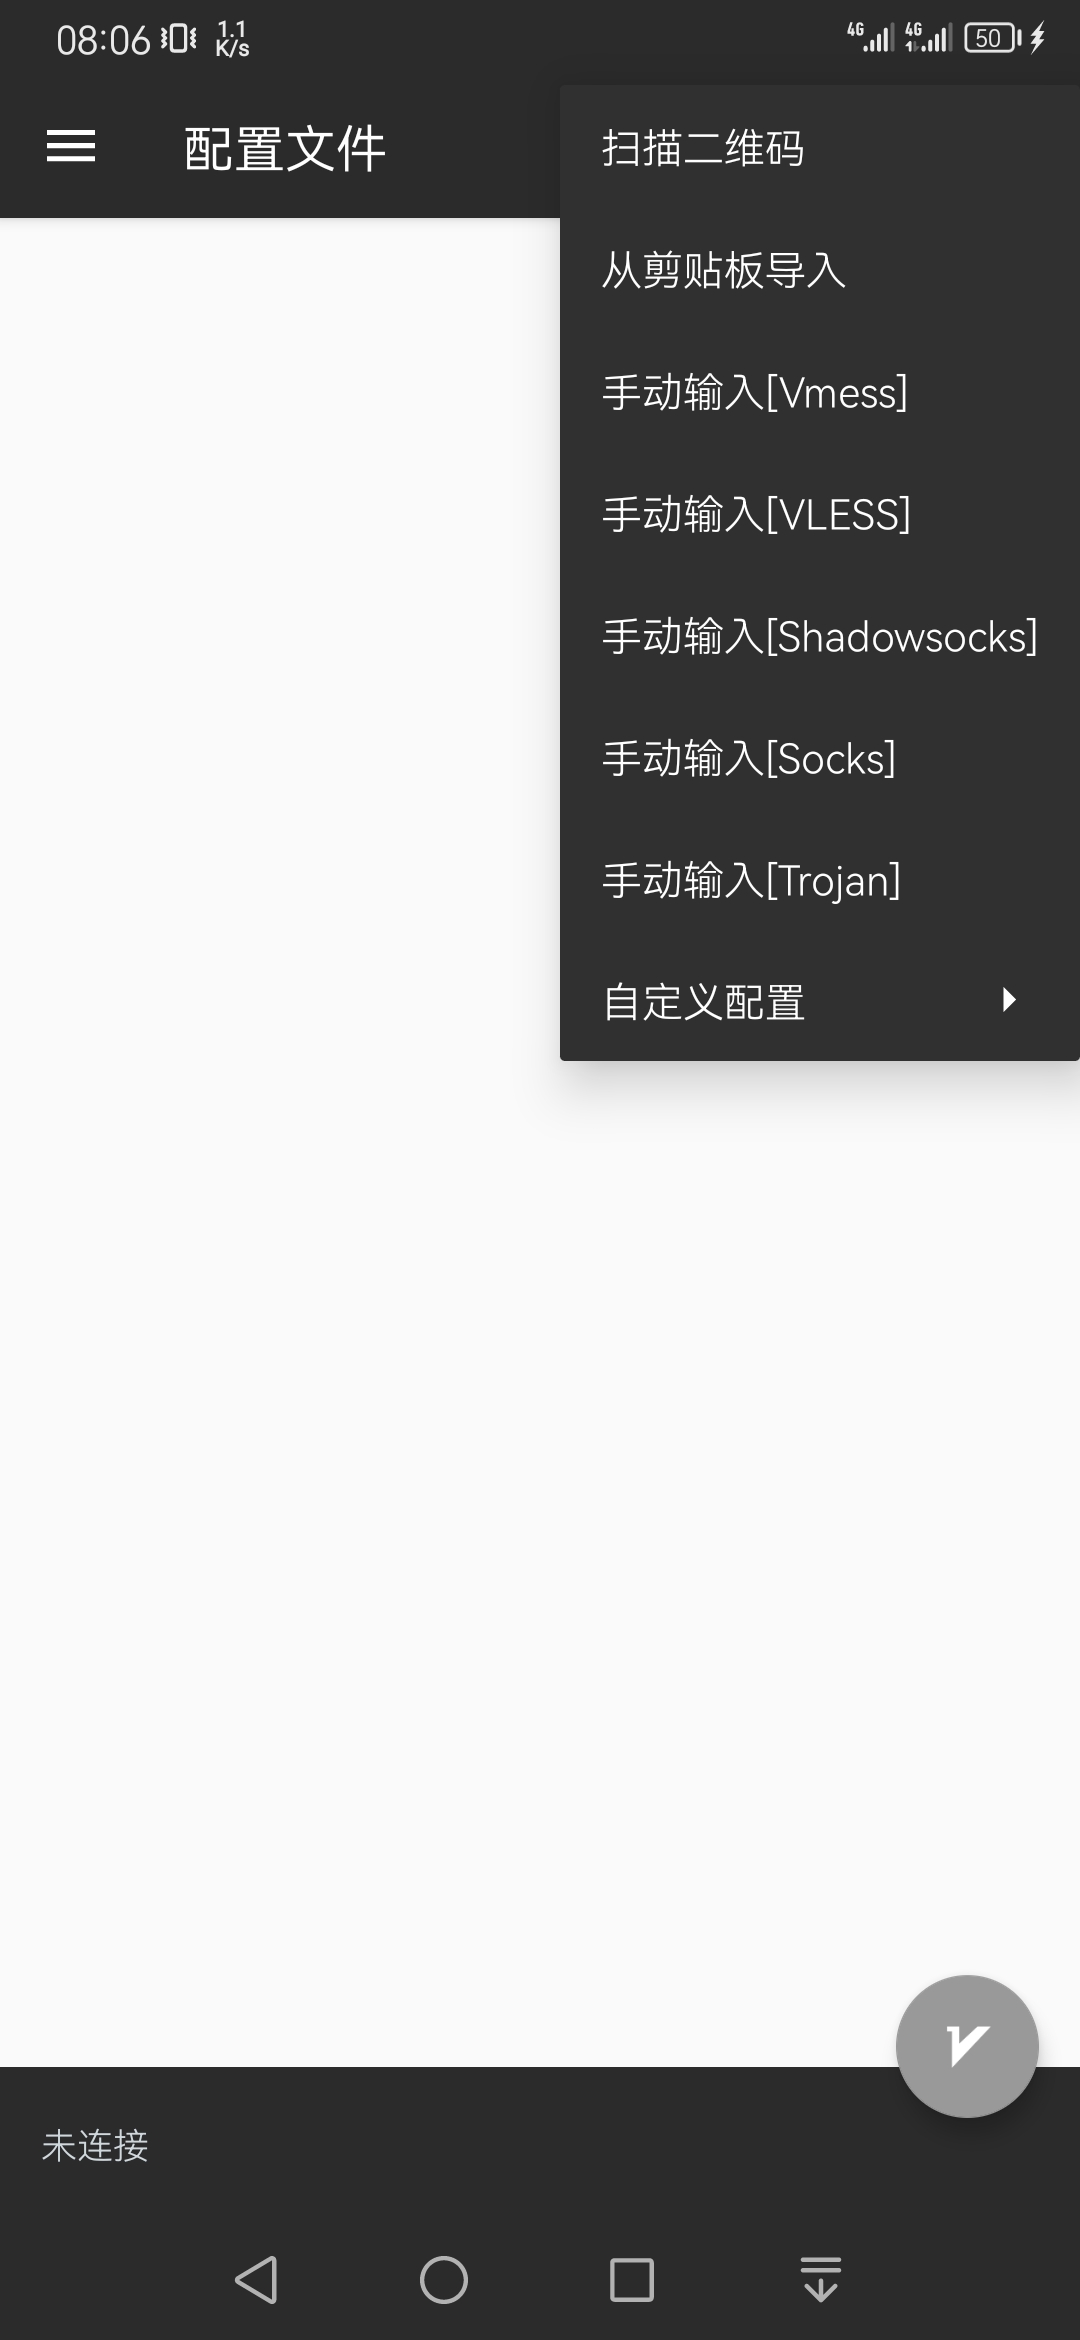 08:06
1.1
K/s
4G
4G
50
配置文件
扫描二维码
从剪贴板导入
手动输入[Vmess]
手动输入[VLESS]
手动输入[Shadowsocks]
手动输入[Socks]
手动输入[Trojan]
自定义配置
未连接